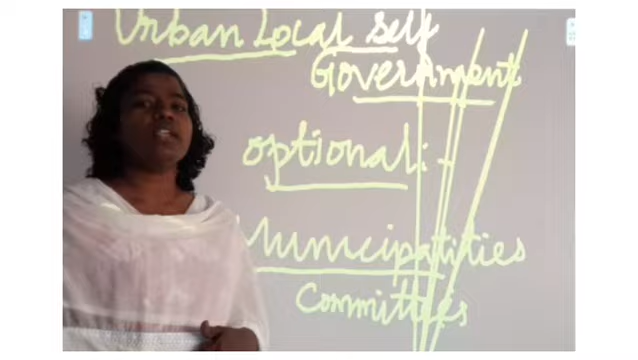 Urban Local Self
Government
optional:-
Municipalities
Committees